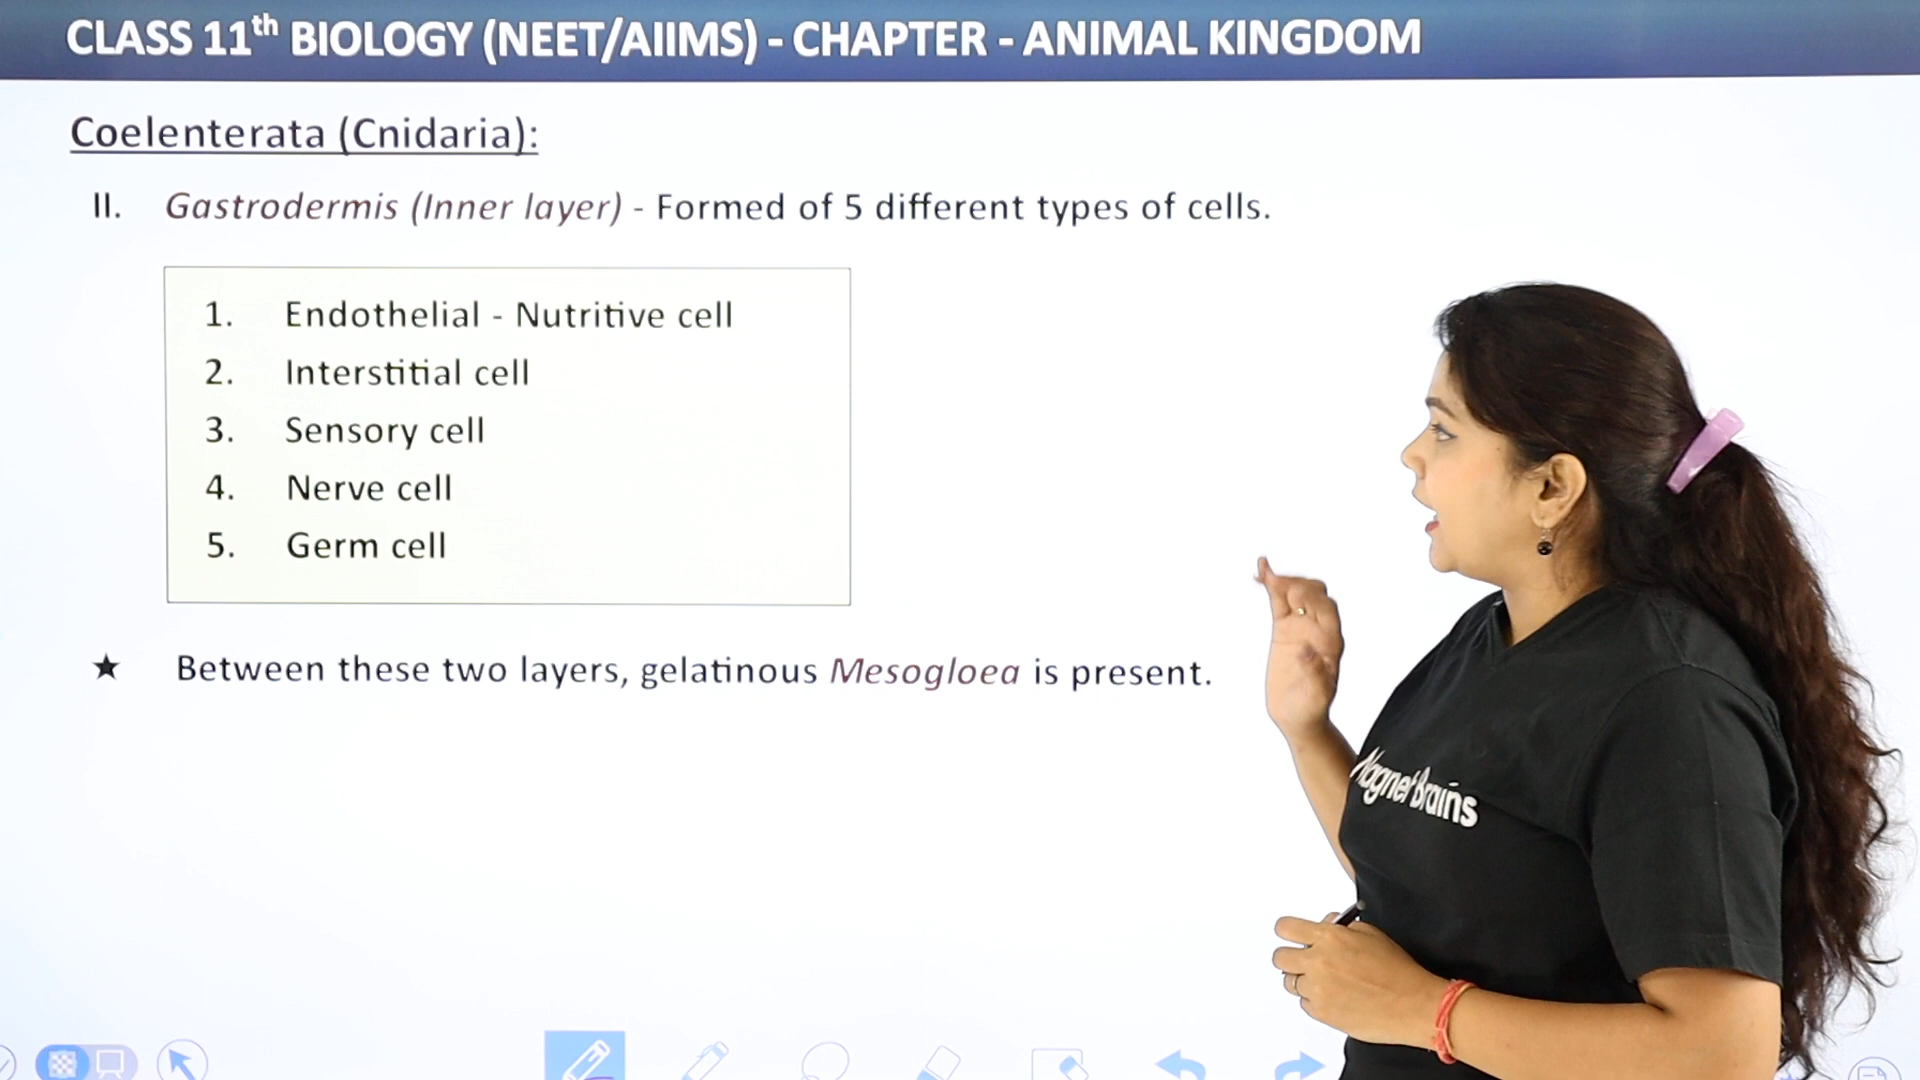 CLASS 11th BIOLOGY (NEET/AIIMS) - CHAPTER - ANIMAL KINGDOM
Coelenterata (Cnidaria):
II. Gastrodermis (Inner layer) - Formed of 5 different types of cells.
1. Endothelial - Nutritive cell
2. Interstitial cell
3. Sensory cell
4. Nerve cell
5. Germ cell
★ Between these two layers, gelatinous Mesogloea is present.
Magnet Brains